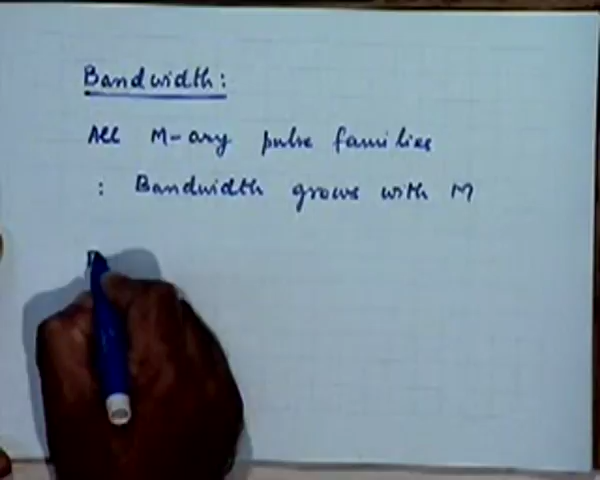 Bandwidth:
All M-ary pulse families
: Bandwidth grows with M